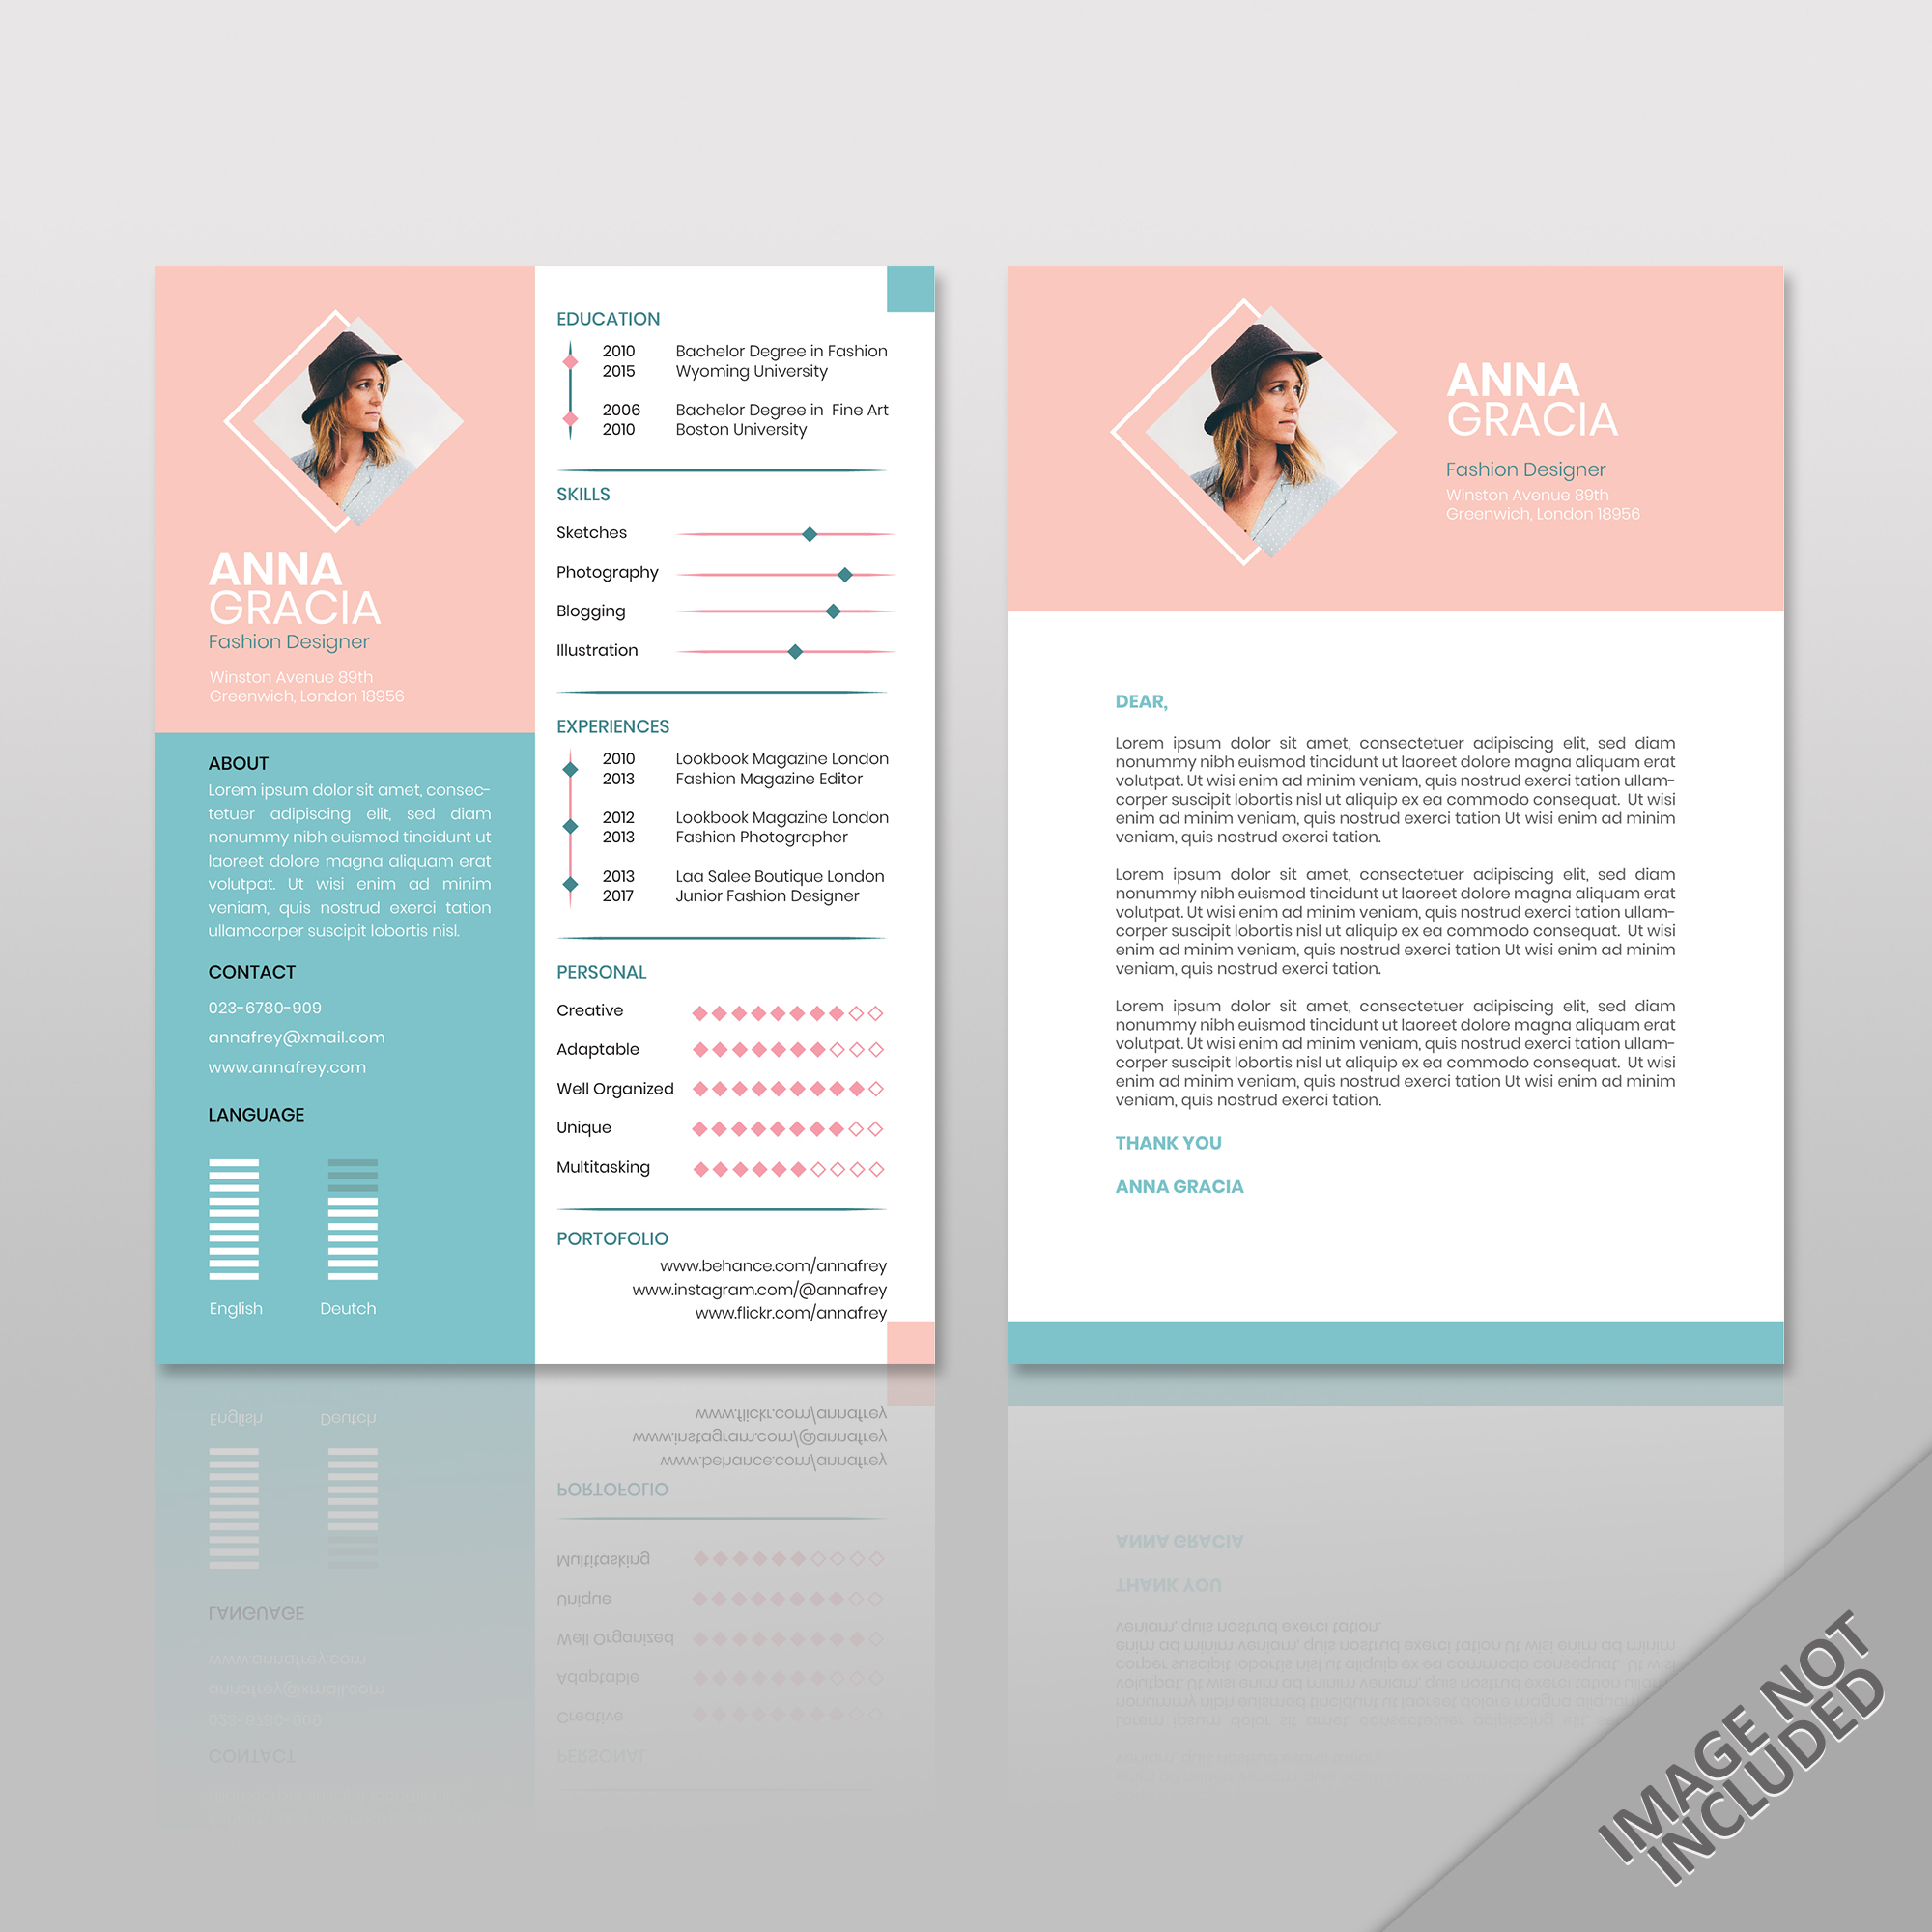 ANNA
GRACIA
Fashion Designer
Winston Avenue 89th
Greenwich, London 18956
ABOUT
Lorem ipsum dolor sit amet, consec-
tetuer adipiscing elit, sed diam
nonummy nibh euismod tincidunt ut
laoreet dolore magna aliquam erat
volutpat. Ut wisi enim ad minim
veniam, quis nostrud exerci tation
ullamcorper suscipit lobortis nisl.
CONTACT
023-6780-909
annafrey@xmail.com
www.annafrey.com
LANGUAGE
English Deutch
EDUCATION
2010 Bachelor Degree in Fashion
2015 Wyoming University
2006 Bachelor Degree in Fine Art
2010 Boston University
SKILLS
Sketches
Photography
Blogging
Illustration
EXPERIENCES
2010 Lookbook Magazine London
2013 Fashion Magazine Editor
2012 Lookbook Magazine London
2013 Fashion Photographer
2013 Laa Salee Boutique London
2017 Junior Fashion Designer
PERSONAL
Creative
Adaptable
Well Organized
Unique
Multitasking
PORTOFOLIO
www.behance.com/annafrey
www.instagram.com/@annafrey
www.flickr.com/annafrey
ANNA
GRACIA
Fashion Designer
Winston Avenue 89th
Greenwich, London 18956
DEAR,
Lorem ipsum dolor sit amet, consectetuer adipiscing elit, sed diam
nonummy nibh euismod tincidunt ut laoreet dolore magna aliquam erat
volutpat. Ut wisi enim ad minim veniam, quis nostrud exerci tation ullam-
corper suscipit lobortis nisl ut aliquip ex ea commodo consequat. Ut wisi
enim ad minim veniam, quis nostrud exerci tation Ut wisi enim ad minim
veniam, quis nostrud exerci tation.
Lorem ipsum dolor sit amet, consectetuer adipiscing elit, sed diam
nonummy nibh euismod tincidunt ut laoreet dolore magna aliquam erat
volutpat. Ut wisi enim ad minim veniam, quis nostrud exerci tation ullam-
corper suscipit lobortis nisl ut aliquip ex ea commodo consequat. Ut wisi
enim ad minim veniam, quis nostrud exerci tation Ut wisi enim ad minim
veniam, quis nostrud exerci tation.
Lorem ipsum dolor sit amet, consectetuer adipiscing elit, sed diam
nonummy nibh euismod tincidunt ut laoreet dolore magna aliquam erat
volutpat. Ut wisi enim ad minim veniam, quis nostrud exerci tation ullam-
corper suscipit lobortis nisl ut aliquip ex ea commodo consequat. Ut wisi
enim ad minim veniam, quis nostrud exerci tation Ut wisi enim ad minim
veniam, quis nostrud exerci tation.
THANK YOU
ANNA GRACIA
IMAGE NOT
INCLUDED